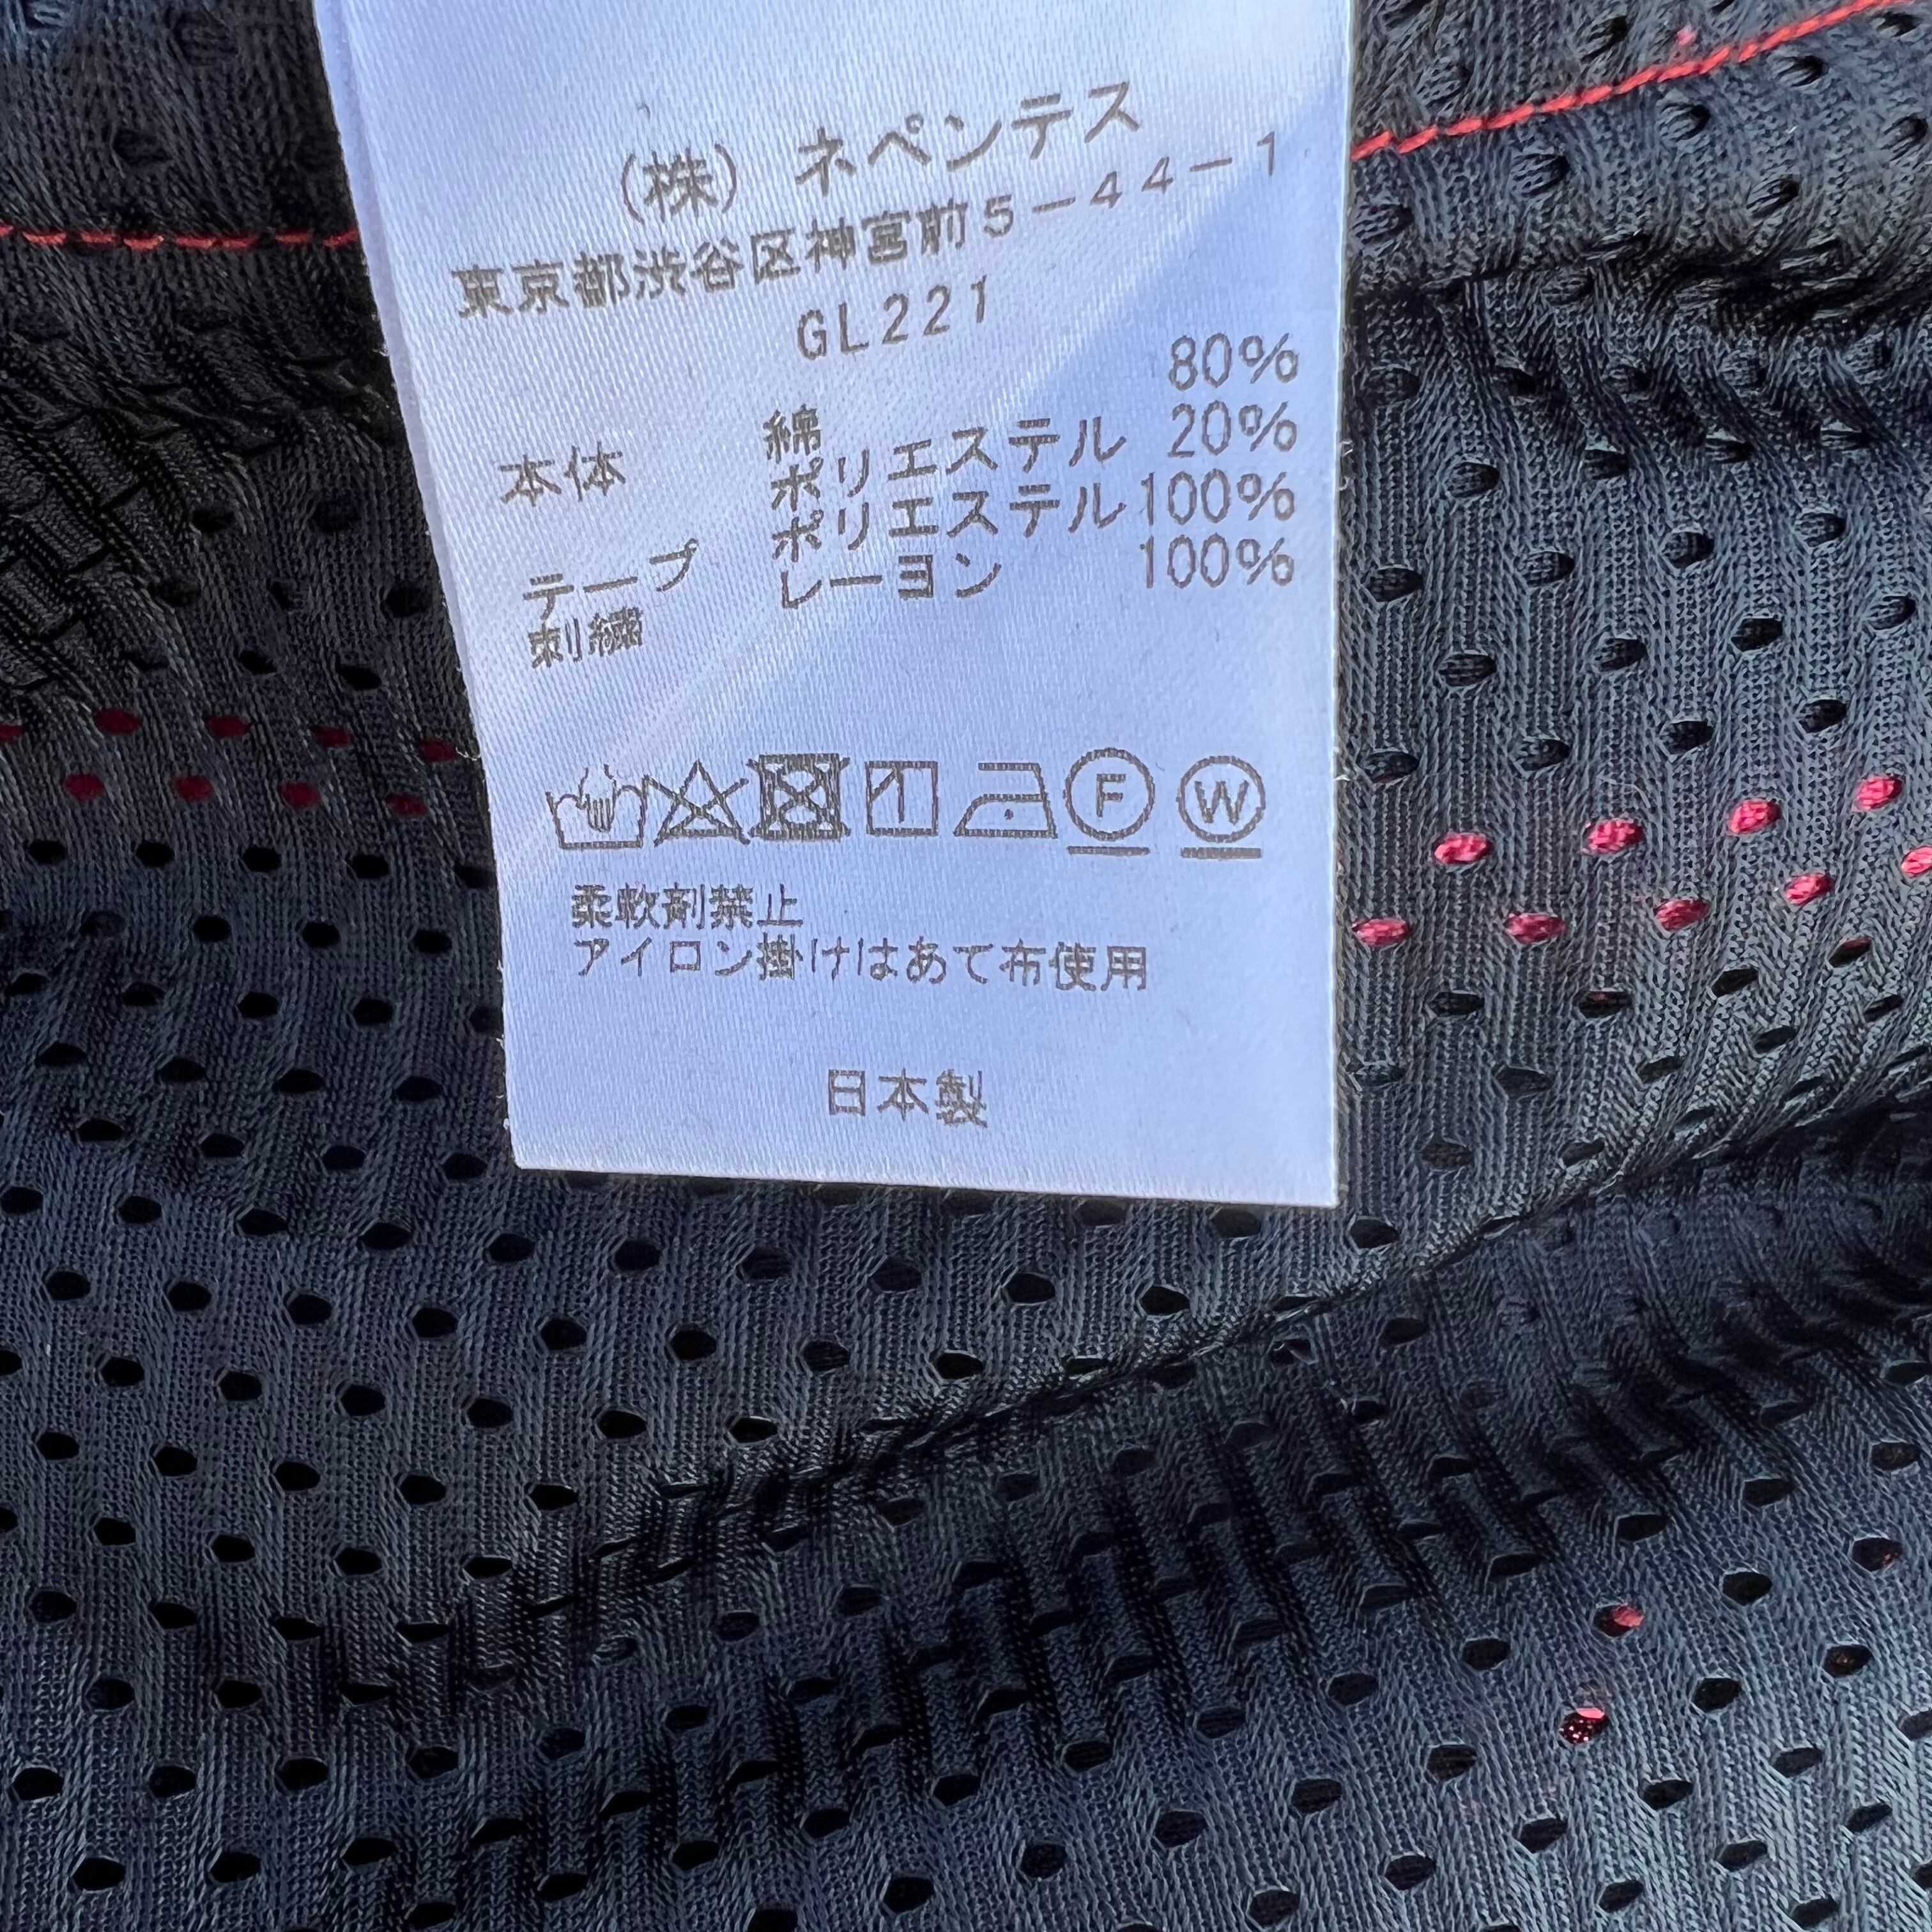 (株) ネペンテス
東京都渋谷区神宮前5-44-1
GL221
本体 綿 80%
ポリエステル 20%
テープ ポリエステル 100%
刺繍 レーヨン 100%
F W
柔軟剤禁止
アイロン掛けはあて布使用
日本製